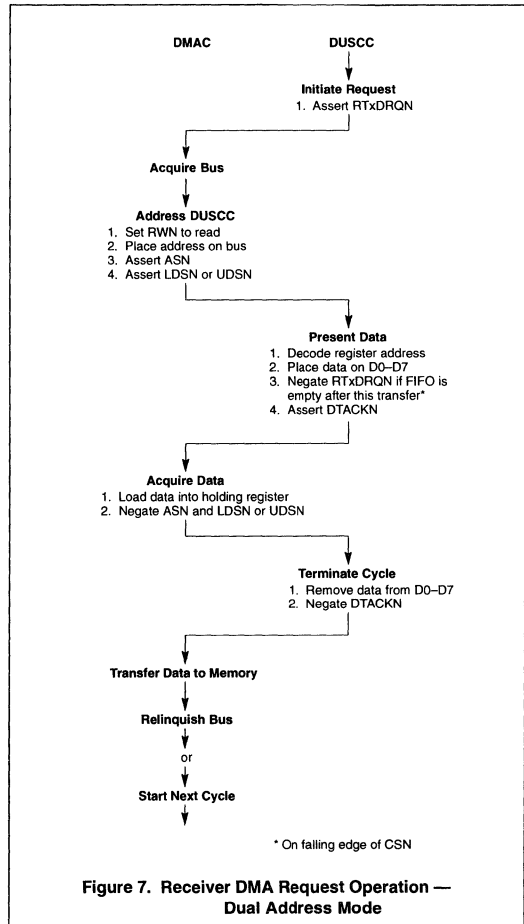 DMAC DUSCC
Initiate Request
1. Assert RTxDRQN
Acquire Bus
Address DUSCC
1. Set RWN to read
2. Place address on bus
3. Assert ASN
4. Assert LDSN or UDSN
Present Data
1. Decode register address
2. Place data on D0–D7
3. Negate RTxDRQN if FIFO is
empty after this transfer*
4. Assert DTACKN
Acquire Data
1. Load data into holding register
2. Negate ASN and LDSN or UDSN
Terminate Cycle
1. Remove data from D0–D7
2. Negate DTACKN
Transfer Data to Memory
Relinquish Bus
or
Start Next Cycle
* On falling edge of CSN
Figure 7. Receiver DMA Request Operation —
Dual Address Mode